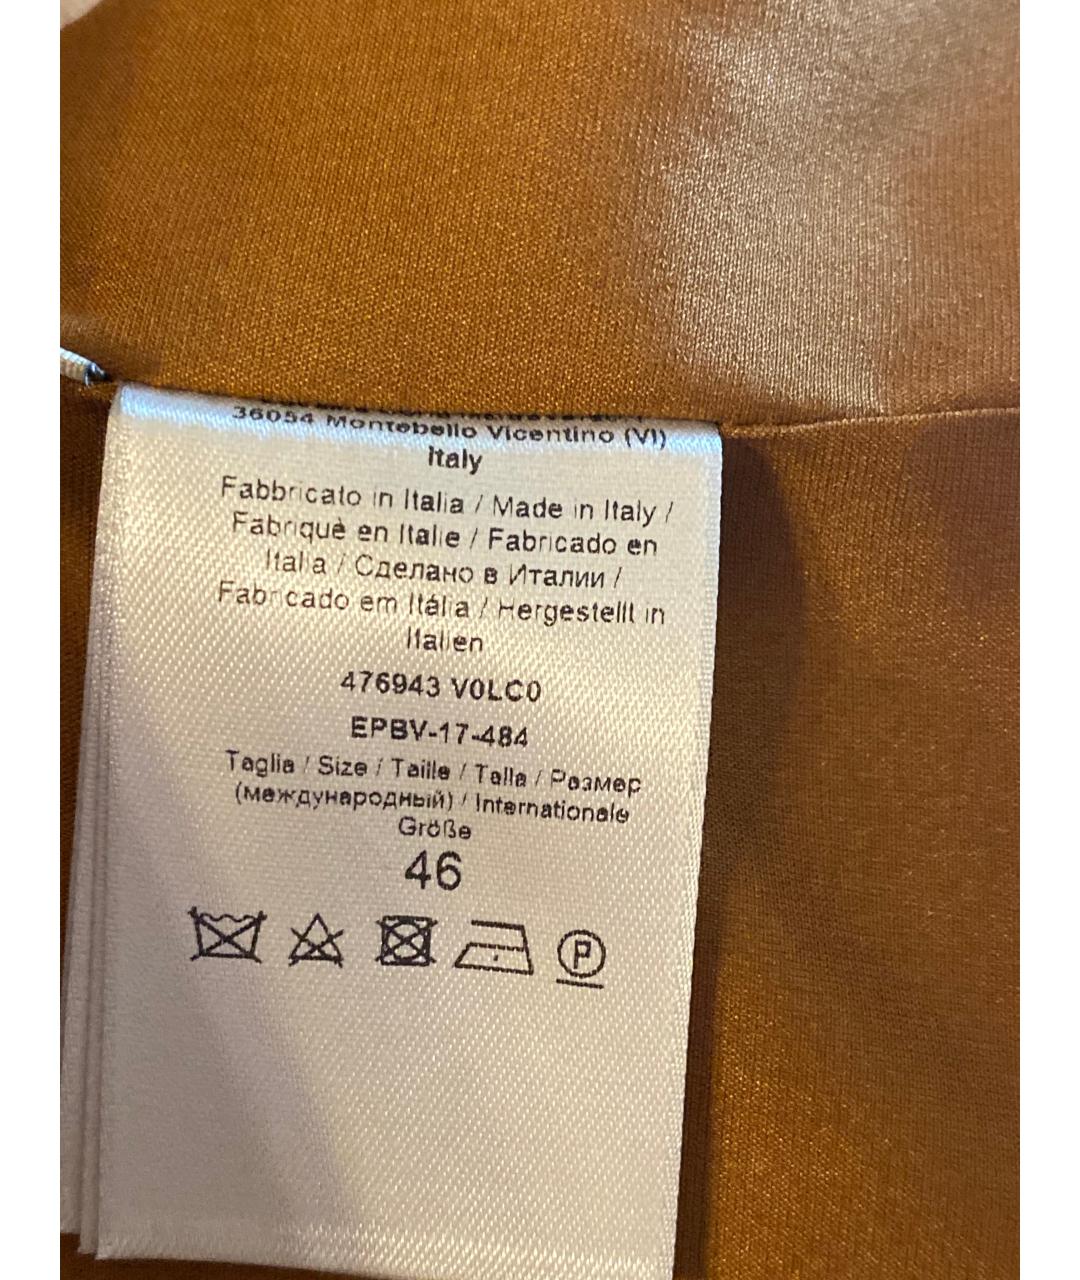 36054 Montebello Vicentino (VI)
Italy
Fabbricato in Italia / Made in Italy /
Fabriquè en Italie / Fabricado en
Italia / Сделано в Италии /
Fabricado em Itália / Hergestellt in
Italien
476943 V0LC0
EPBV-17-484
Taglia / Size / Taille / Talla / Размер
(международный) / Internationale
Größe
46
P